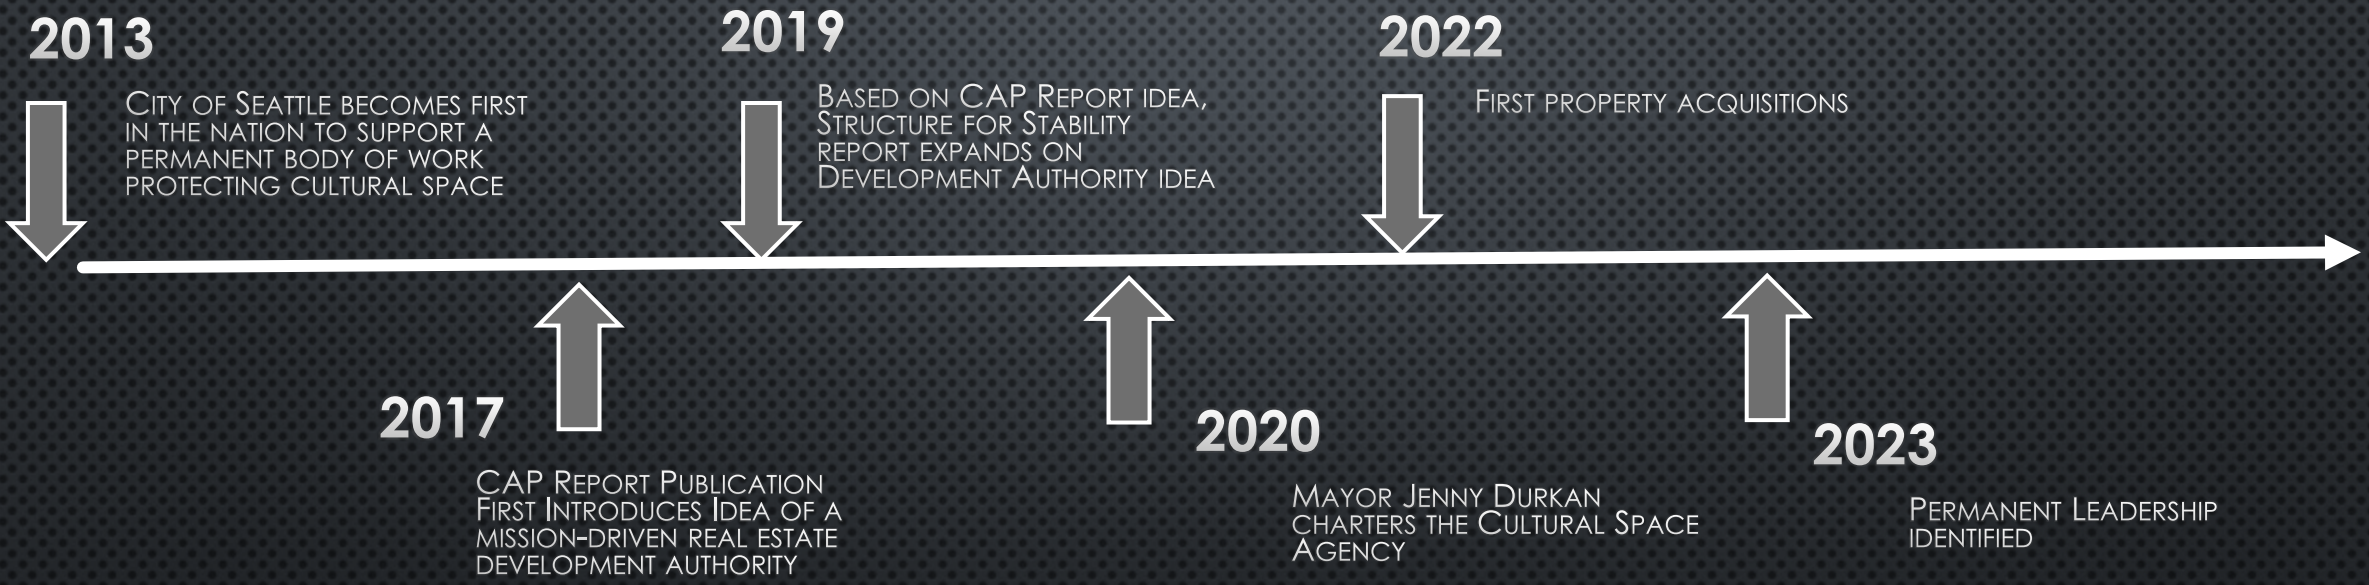 2013
City of Seattle becomes first
in the nation to support a
permanent body of work
protecting cultural space
2017
CAP Report Publication
First Introduces Idea of a
mission-driven real estate
development authority
2019
Based on CAP Report idea,
Structure for Stability
report expands on
Development Authority idea
2020
Mayor Jenny Durkan
charters the Cultural Space
Agency
2022
First property acquisitions
2023
Permanent Leadership
identified